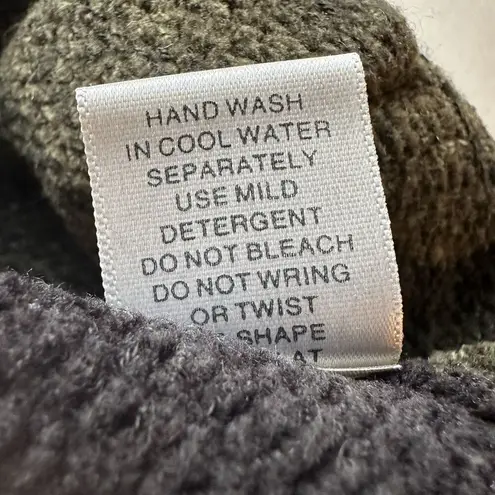 HAND WASH
IN COOL WATER
SEPARATELY
USE MILD
DETERGENT
DO NOT BLEACH
DO NOT WRING
OR TWIST
SHAPE